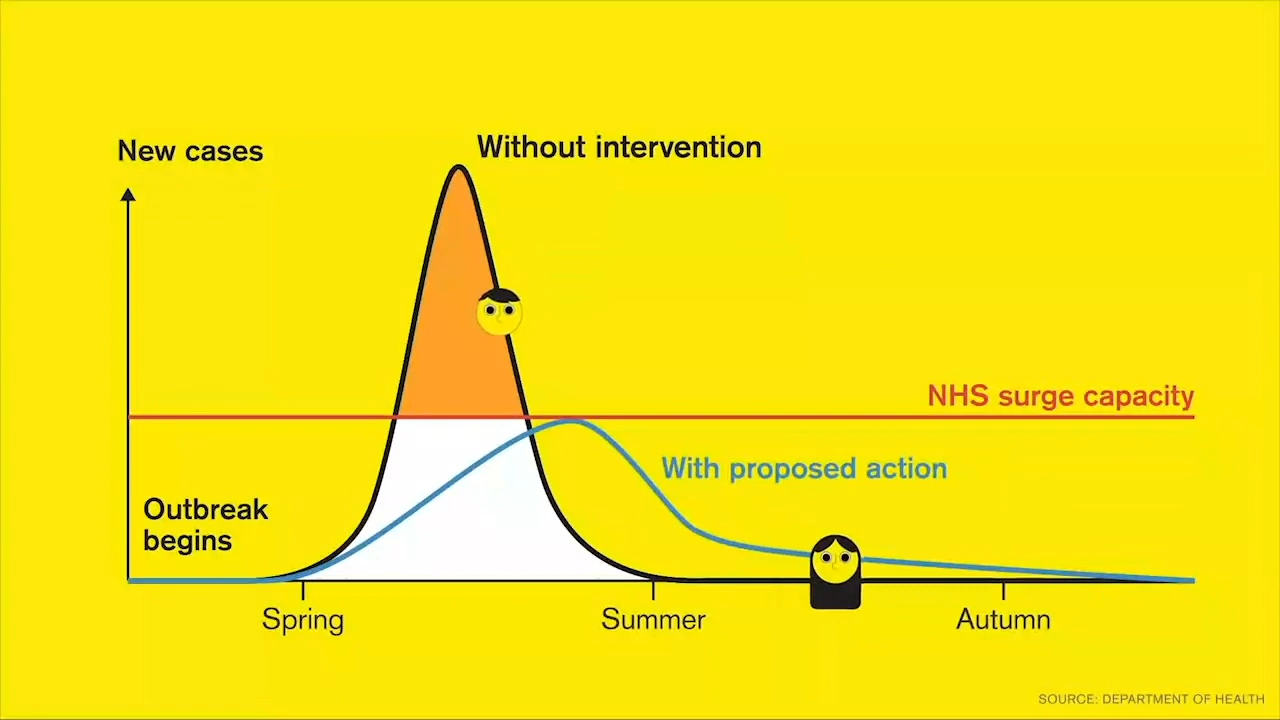 New cases
Without intervention
NHS surge capacity
With proposed action
Outbreak
begins
Spring
Summer
Autumn
SOURCE: DEPARTMENT OF HEALTH